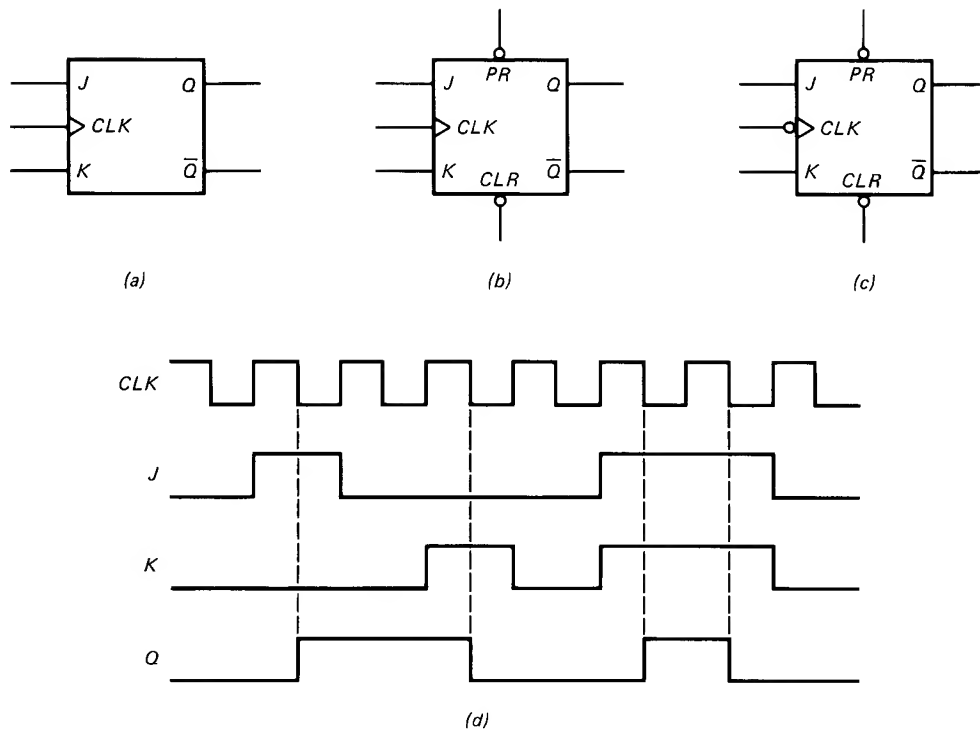 J Q PR J Q PR J Q
CLK CLK CLK
K Q̅ K Q̅ K Q̅
CLR CLR
(a) (b) (c)
CLK
J
K
Q
(d)